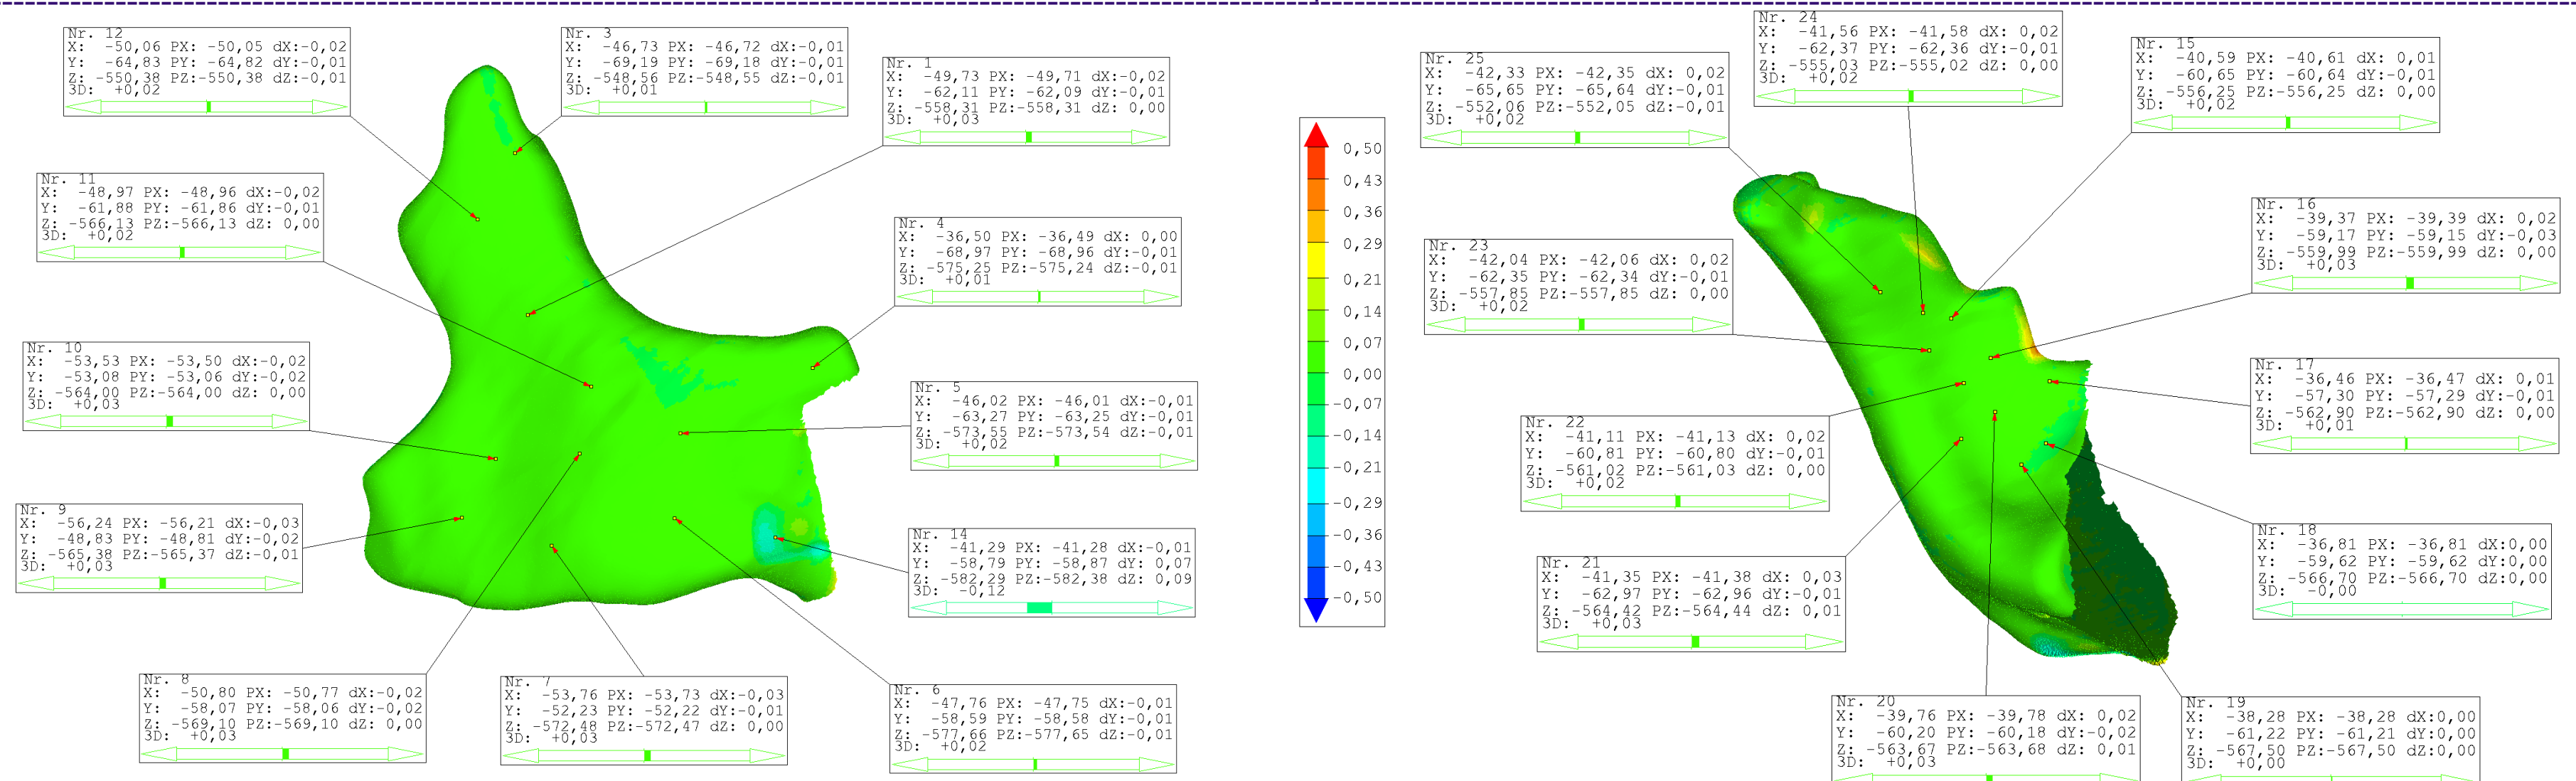 Nr. 12
X: -50,06 PX: -50,05 dX:-0,02
Y: -64,83 PY: -64,82 dY:-0,01
Z: -550,38 PZ:-550,38 dZ:-0,01
3D: +0,02
Nr. 3
X: -46,73 PX: -46,72 dX:-0,01
Y: -69,19 PY: -69,18 dY:-0,01
Z: -548,56 PZ:-548,55 dZ:-0,01
3D: +0,01
Nr. 1
X: -49,73 PX: -49,71 dX:-0,02
Y: -62,11 PY: -62,09 dY:-0,01
Z: -558,31 PZ:-558,31 dZ: 0,00
3D: +0,03
Nr. 11
X: -48,97 PX: -48,96 dX:-0,02
Y: -61,88 PY: -61,86 dY:-0,01
Z: -566,13 PZ:-566,13 dZ: 0,00
3D: +0,02
Nr. 4
X: -36,50 PX: -36,49 dX: 0,00
Y: -68,97 PY: -68,96 dY:-0,01
Z: -575,25 PZ:-575,24 dZ:-0,01
3D: +0,01
Nr. 10
X: -53,53 PX: -53,50 dX:-0,02
Y: -53,08 PY: -53,06 dY:-0,02
Z: -564,00 PZ:-564,00 dZ: 0,00
3D: +0,03
Nr. 5
X: -46,02 PX: -46,01 dX:-0,01
Y: -63,27 PY: -63,25 dY:-0,01
Z: -573,55 PZ:-573,54 dZ:-0,01
3D: +0,02
Nr. 9
X: -56,24 PX: -56,21 dX:-0,03
Y: -48,83 PY: -48,81 dY:-0,02
Z: -565,38 PZ:-565,37 dZ:-0,01
3D: +0,03
Nr. 14
X: -41,29 PX: -41,28 dX:-0,01
Y: -58,79 PY: -58,87 dY: 0,07
Z: -582,29 PZ:-582,38 dZ: 0,09
3D: -0,12
Nr. 8
X: -50,80 PX: -50,77 dX:-0,02
Y: -58,07 PY: -58,06 dY:-0,02
Z: -569,10 PZ:-569,10 dZ: 0,00
3D: +0,03
Nr. 7
X: -53,76 PX: -53,73 dX:-0,03
Y: -52,23 PY: -52,22 dY:-0,01
Z: -572,48 PZ:-572,47 dZ: 0,00
3D: +0,03
Nr. 6
X: -47,76 PX: -47,75 dX:-0,01
Y: -58,59 PY: -58,58 dY:-0,01
Z: -577,66 PZ:-577,65 dZ:-0,01
3D: +0,02
0,50
0,43
0,36
0,29
0,21
0,14
0,07
0,00
-0,07
-0,14
-0,21
-0,29
-0,36
-0,43
-0,50
Nr. 25
X: -42,33 PX: -42,35 dX: 0,02
Y: -65,65 PY: -65,64 dY:-0,01
Z: -552,06 PZ:-552,05 dZ:-0,01
3D: +0,02
Nr. 24
X: -41,56 PX: -41,58 dX: 0,02
Y: -62,37 PY: -62,36 dY:-0,01
Z: -555,03 PZ:-555,02 dZ: 0,00
3D: +0,02
Nr. 15
X: -40,59 PX: -40,61 dX: 0,01
Y: -60,65 PY: -60,64 dY:-0,01
Z: -556,25 PZ:-556,25 dZ: 0,00
3D: +0,02
Nr. 16
X: -39,37 PX: -39,39 dX: 0,02
Y: -59,17 PY: -59,15 dY:-0,03
Z: -559,99 PZ:-559,99 dZ: 0,00
3D: +0,03
Nr. 23
X: -42,04 PX: -42,06 dX: 0,02
Y: -62,35 PY: -62,34 dY:-0,01
Z: -557,85 PZ:-557,85 dZ: 0,00
3D: +0,02
Nr. 17
X: -36,46 PX: -36,47 dX: 0,01
Y: -57,30 PY: -57,29 dY:-0,01
Z: -562,90 PZ:-562,90 dZ: 0,00
3D: +0,01
Nr. 22
X: -41,11 PX: -41,13 dX: 0,02
Y: -60,81 PY: -60,80 dY:-0,01
Z: -561,02 PZ:-561,03 dZ: 0,00
3D: +0,02
Nr. 18
X: -36,81 PX: -36,81 dX:0,00
Y: -59,62 PY: -59,62 dY:0,00
Z: -566,70 PZ:-566,70 dZ:0,00
3D: -0,00
Nr. 21
X: -41,35 PX: -41,38 dX: 0,03
Y: -62,97 PY: -62,96 dY:-0,01
Z: -564,42 PZ:-564,44 dZ: 0,01
3D: +0,03
Nr. 20
X: -39,76 PX: -39,78 dX: 0,02
Y: -60,20 PY: -60,18 dY:-0,02
Z: -563,67 PZ:-563,68 dZ: 0,01
3D: +0,03
Nr. 19
X: -38,28 PX: -38,28 dX:0,00
Y: -61,22 PY: -61,21 dY:0,00
Z: -567,50 PZ:-567,50 dZ:0,00
3D: +0,00